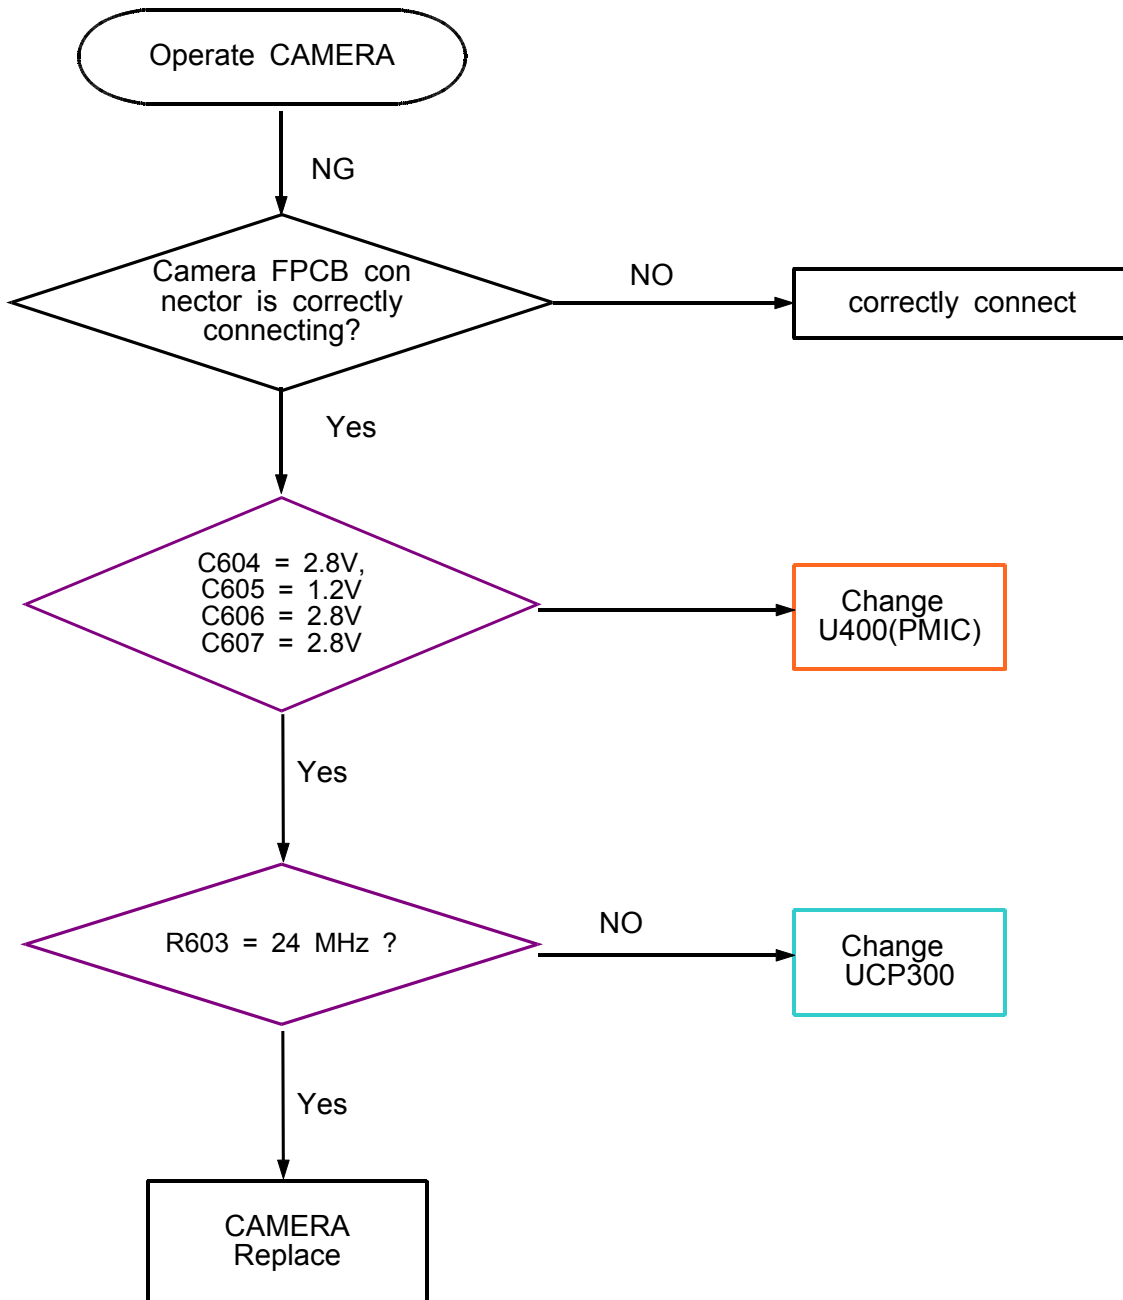 Operate CAMERA
NG
Camera FPCB con
nector is correctly
connecting?
NO
correctly connect
Yes
C604 = 2.8V,
C605 = 1.2V
C606 = 2.8V
C607 = 2.8V
Change
U400(PMIC)
Yes
R603 = 24 MHz ?
NO
Change
UCP300
Yes
CAMERA
Replace